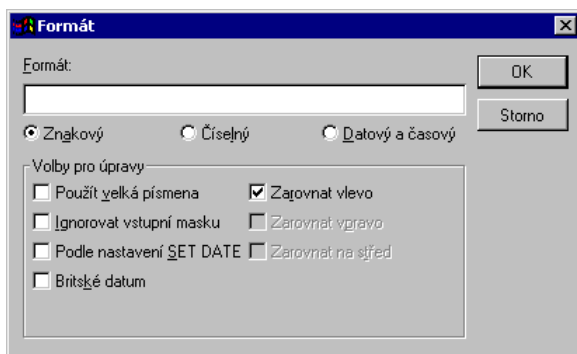 Formát
Formát:
OK
Storno
Znakový Číselný Datový a časový
Volby pro úpravy
Použít velká písmena Zarovnat vlevo
Ignorovat vstupní masku Zarovnat vpravo
Podle nastavení SET DATE Zarovnat na střed
Britské datum